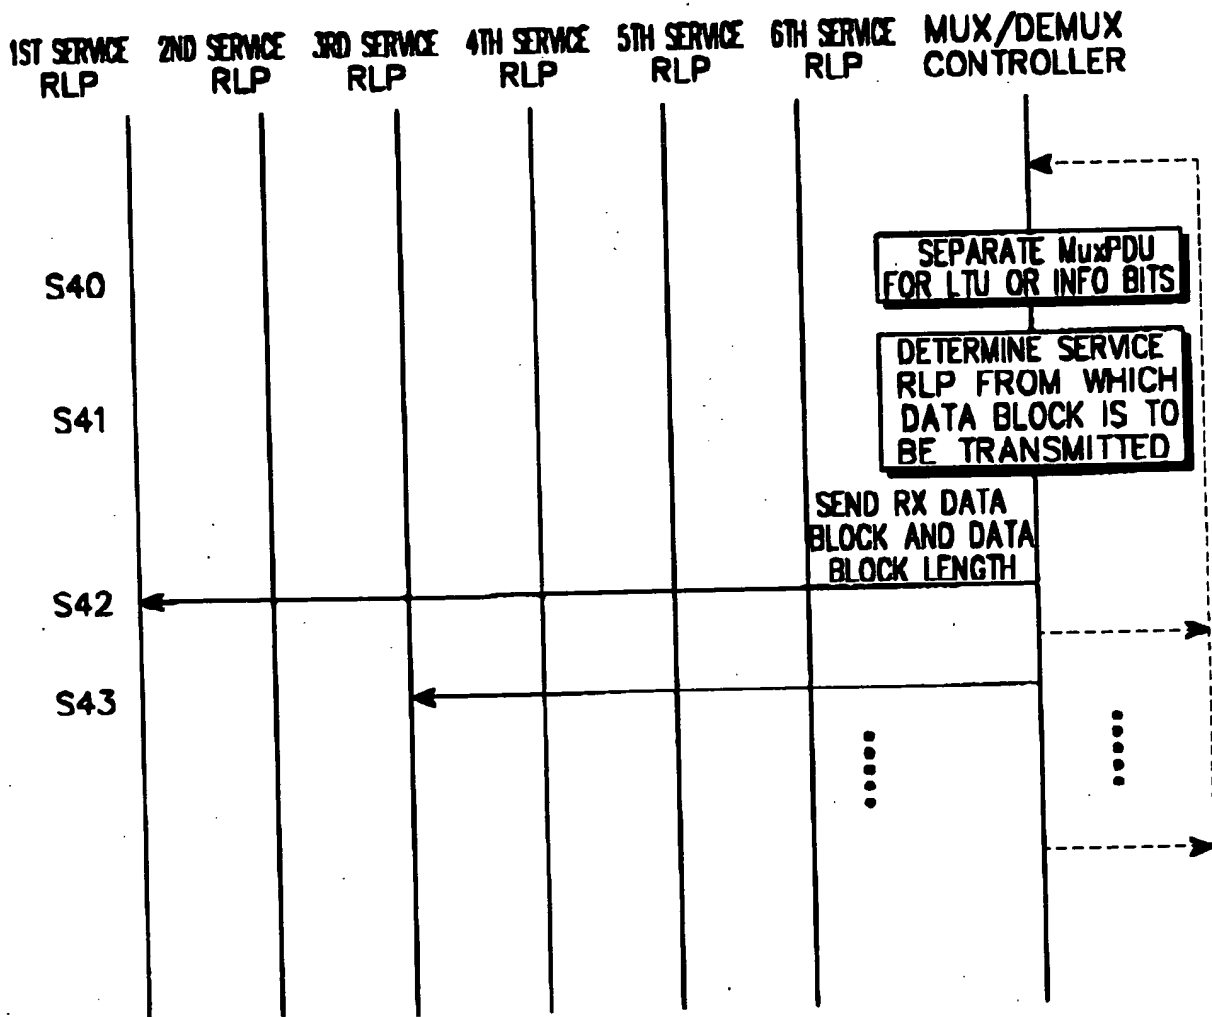 1ST SERVICE RLP
2ND SERVICE RLP
3RD SERVICE RLP
4TH SERVICE RLP
5TH SERVICE RLP
6TH SERVICE RLP
MUX/DEMUX
CONTROLLER
S40
SEPARATE MuxPDU
FOR LTU OR INFO BITS
S41
DETERMINE SERVICE
RLP FROM WHICH
DATA BLOCK IS TO
BE TRANSMITTED
SEND RX DATA
BLOCK AND DATA
BLOCK LENGTH
S42
S43